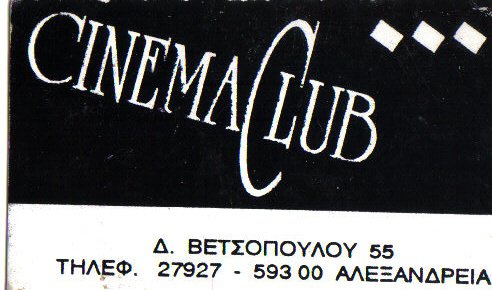 CINEMA CLUB
Δ. ΒΕΤΣΟΠΟΥΛΟΥ 55
ΤΗΛΕΦ. 27927 - 593 00 ΑΛΕΞΑΝΔΡΕΙΑ